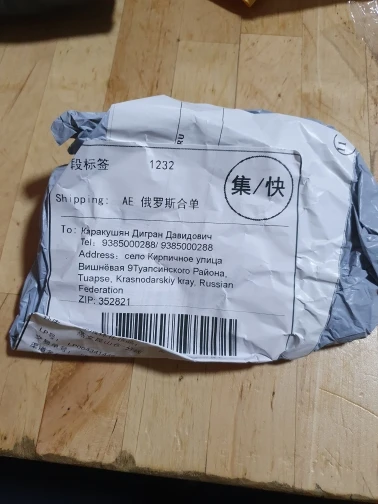 RU
段标签 1232
集/快
Shipping: AE 俄罗斯合单
To: Каракушян Дигран Давидович
Tel: 9385000288/ 9385000288
Address: село Кирпичное улица
Вишнёвая 9Туапсинского Района,
Tuapse, Krasnodarskiy kray, Russian
Federation
ZIP: 352821